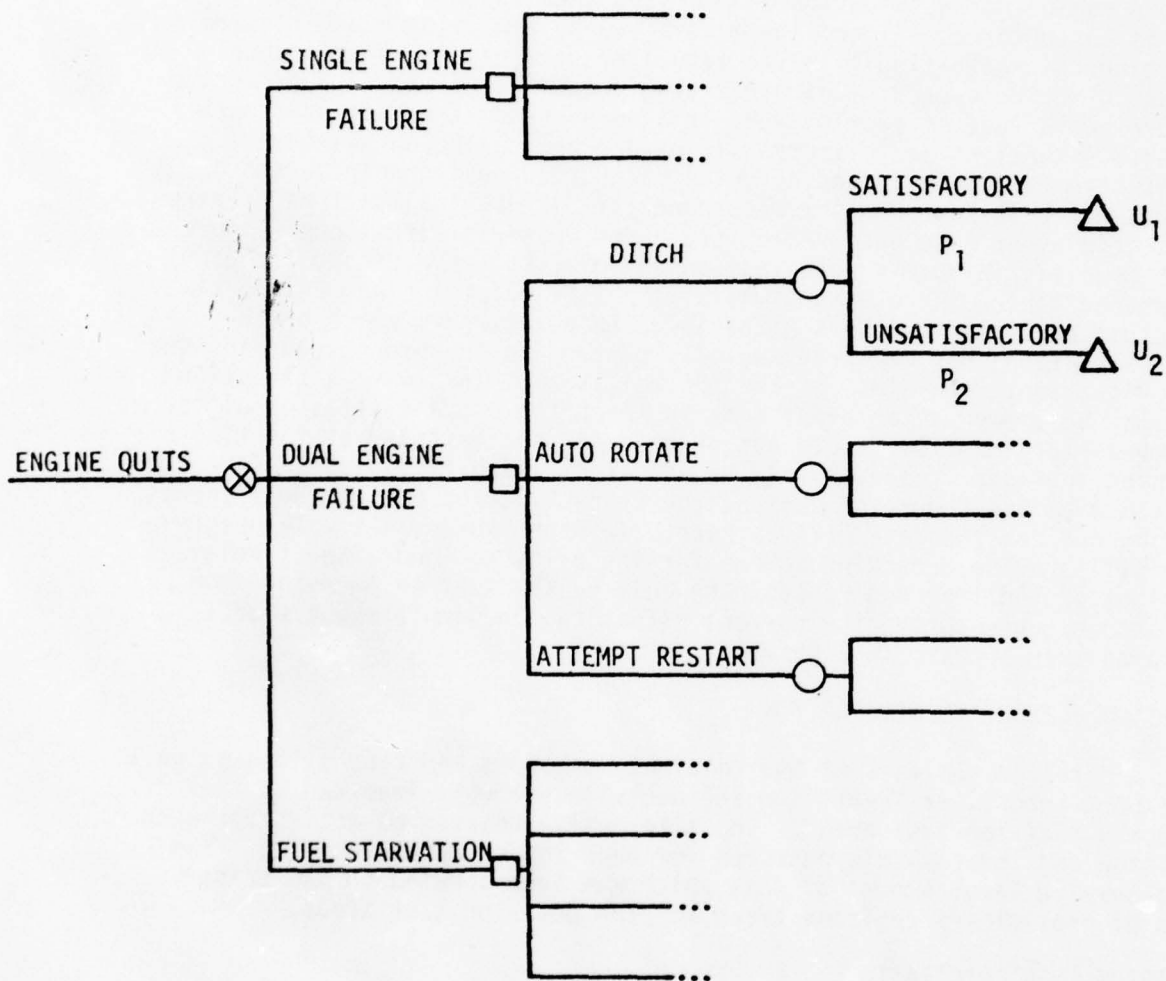 SINGLE ENGINE
FAILURE
...
...
...
SATISFACTORY
P1
U1
DITCH
UNSATISFACTORY
P2
U2
ENGINE QUITS
DUAL ENGINE
FAILURE
AUTO ROTATE
...
...
ATTEMPT RESTART
...
...
FUEL STARVATION
...
...
...
...